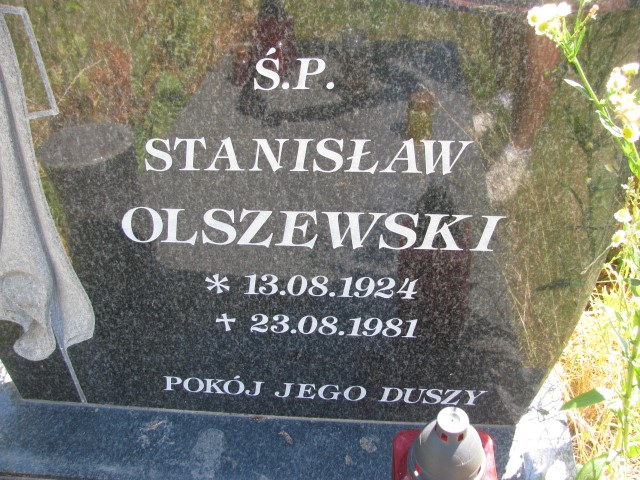 Ś.P.
STANISŁAW
OLSZEWSKI
* 13.08.1924
+ 23.08.1981
POKÓJ JEGO DUSZY